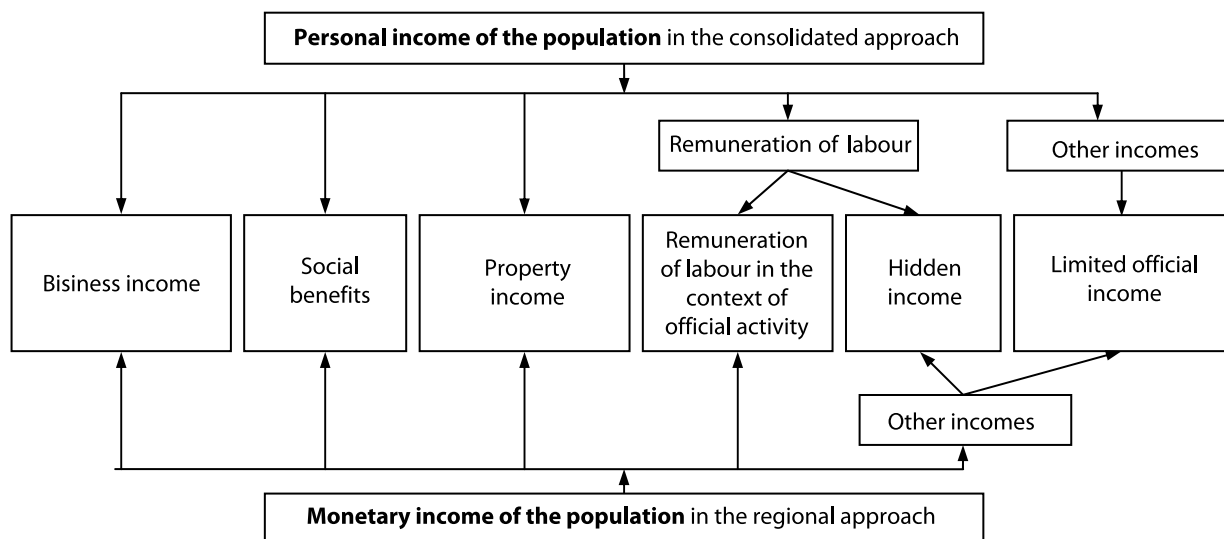 Personal income of the population in the consolidated approach
Remuneration of labour
Other incomes
Bisiness income
Social
benefits
Property
income
Remuneration
of labour in the
context of
official activity
Hidden
income
Limited official
income
Other incomes
Monetary income of the population in the regional approach